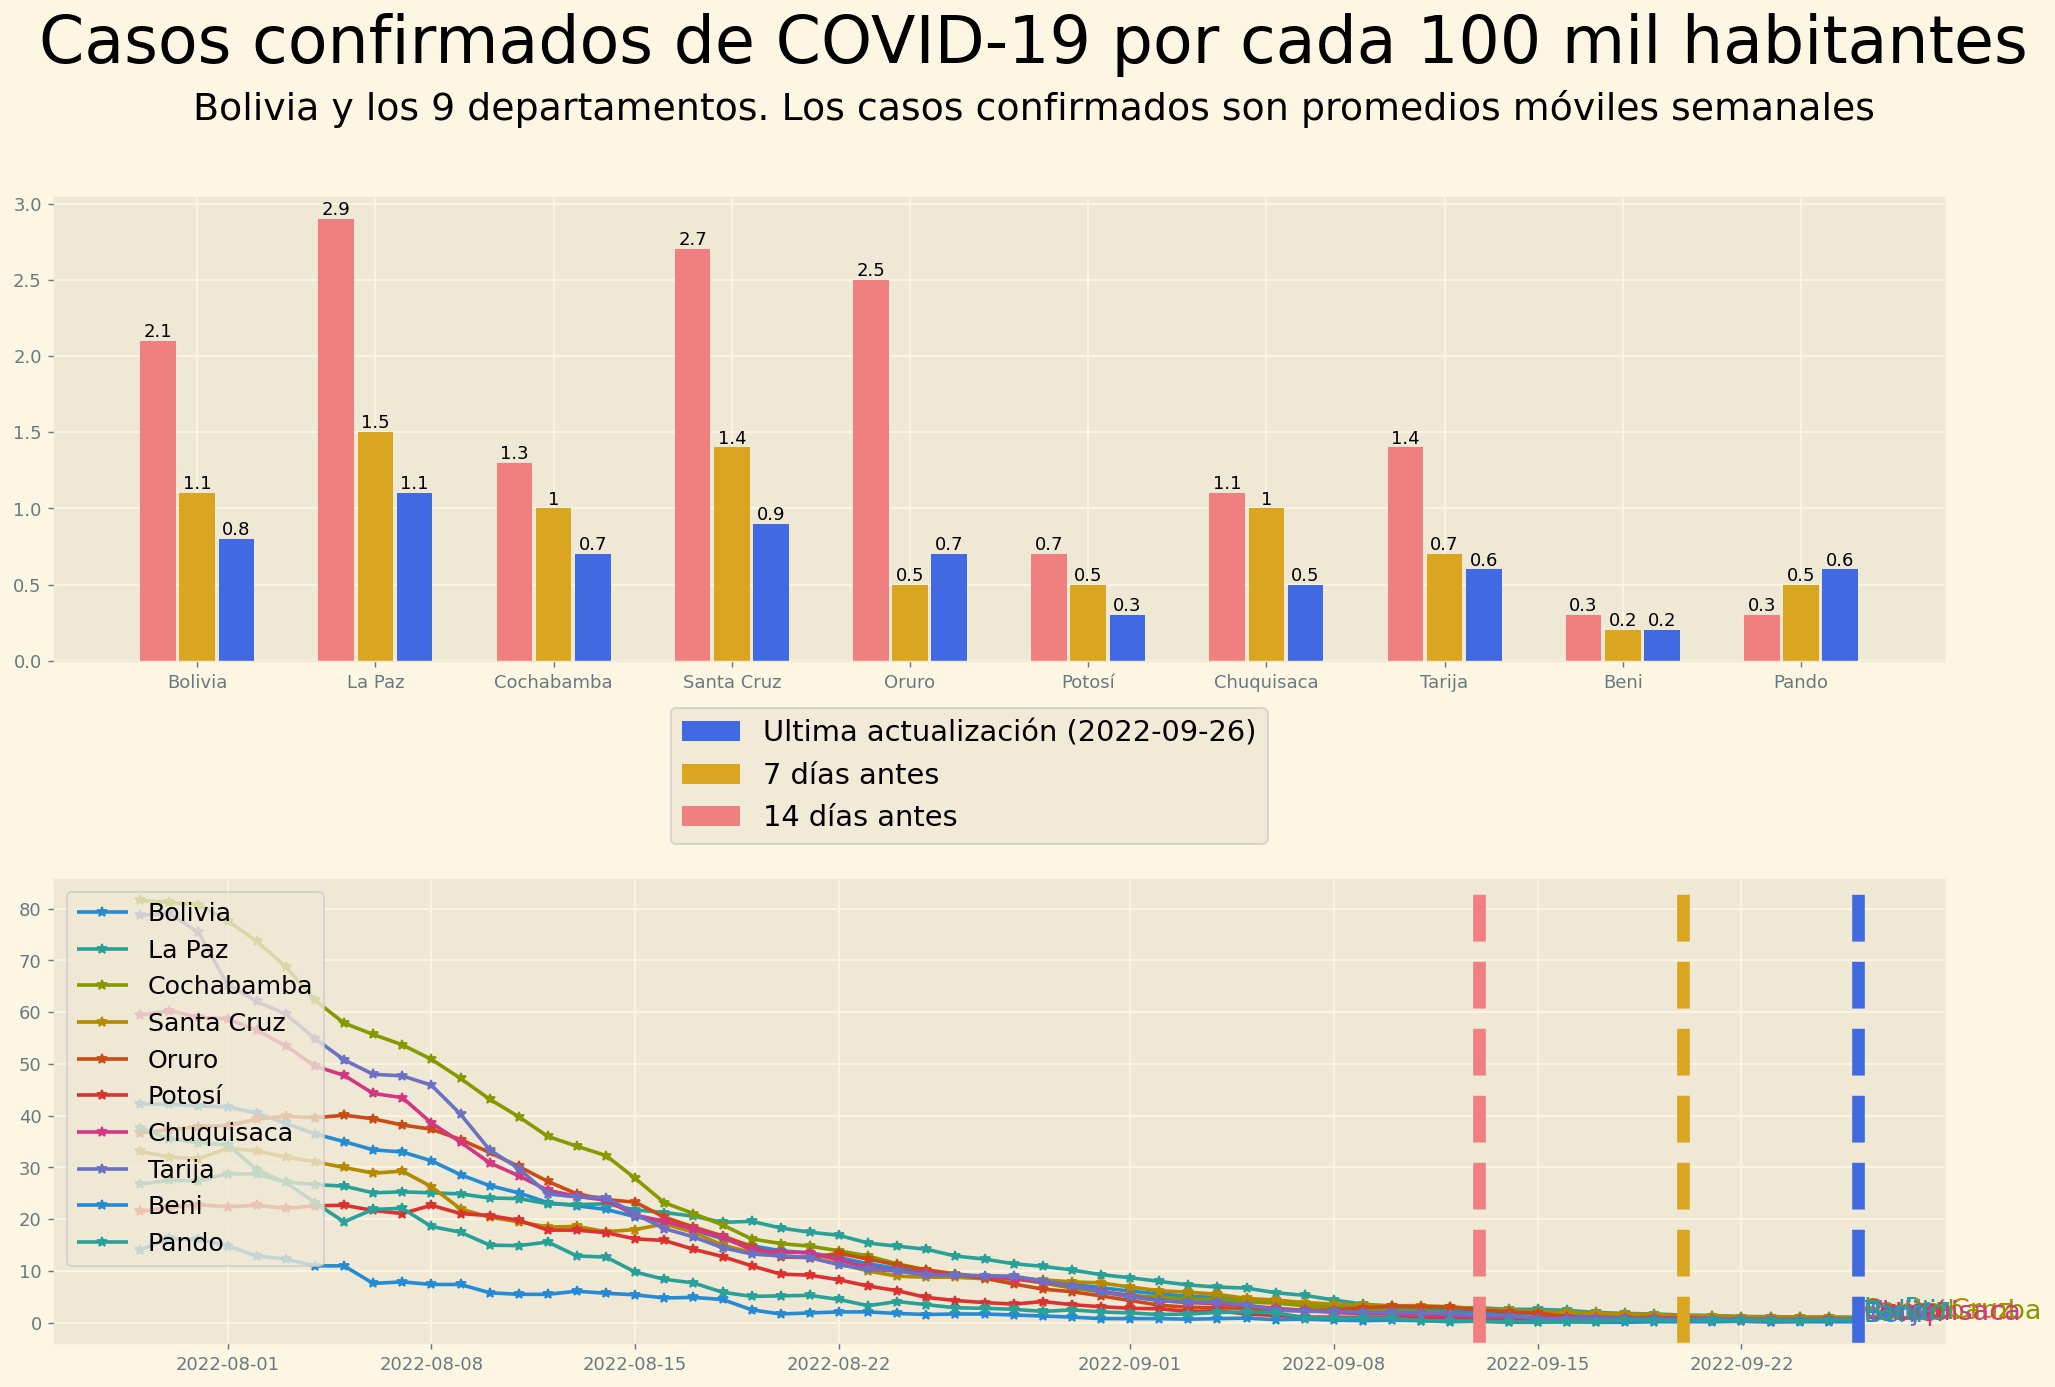 Casos confirmados de COVID-19 por cada 100 mil habitantes
Bolivia y los 9 departamentos. Los casos confirmados son promedios móviles semanales
3.0
2.5
2.0
1.5
1.0
0.5
0.0
2.1 1.1 0.8
2.9 1.5 1.1
1.3 1 0.7
2.7 1.4 0.9
2.5 0.5 0.7
0.7 0.5 0.3
1.1 1 0.5
1.4 0.7 0.6
0.3 0.2 0.2
0.3 0.5 0.6
Bolivia La Paz Cochabamba Santa Cruz Oruro Potosí Chuquisaca Tarija Beni Pando
Ultima actualización (2022-09-26)
7 días antes
14 días antes
80
70
60
50
40
30
20
10
0
Bolivia
La Paz
Cochabamba
Santa Cruz
Oruro
Potosí
Chuquisaca
Tarija
Beni
Pando
2022-08-01 2022-08-08 2022-08-15 2022-08-22 2022-09-01 2022-09-08 2022-09-15 2022-09-22